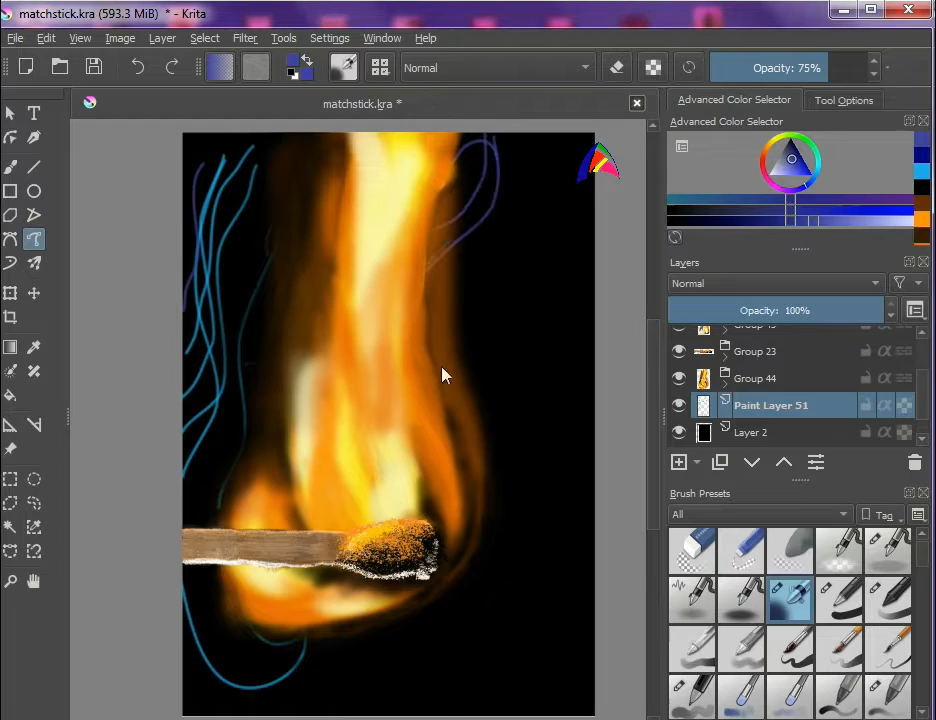 matchstick.kra (593.3 MiB) * - Krita
File Edit View Image Layer Select Filter Tools Settings Window Help
Normal
Opacity: 75%
matchstick.kra *
Advanced Color Selector
Tool Options
Advanced Color Selector
Layers
Normal
Opacity: 100%
Group 23
Group 44
Paint Layer 51
Layer 2
Brush Presets
All
Tag